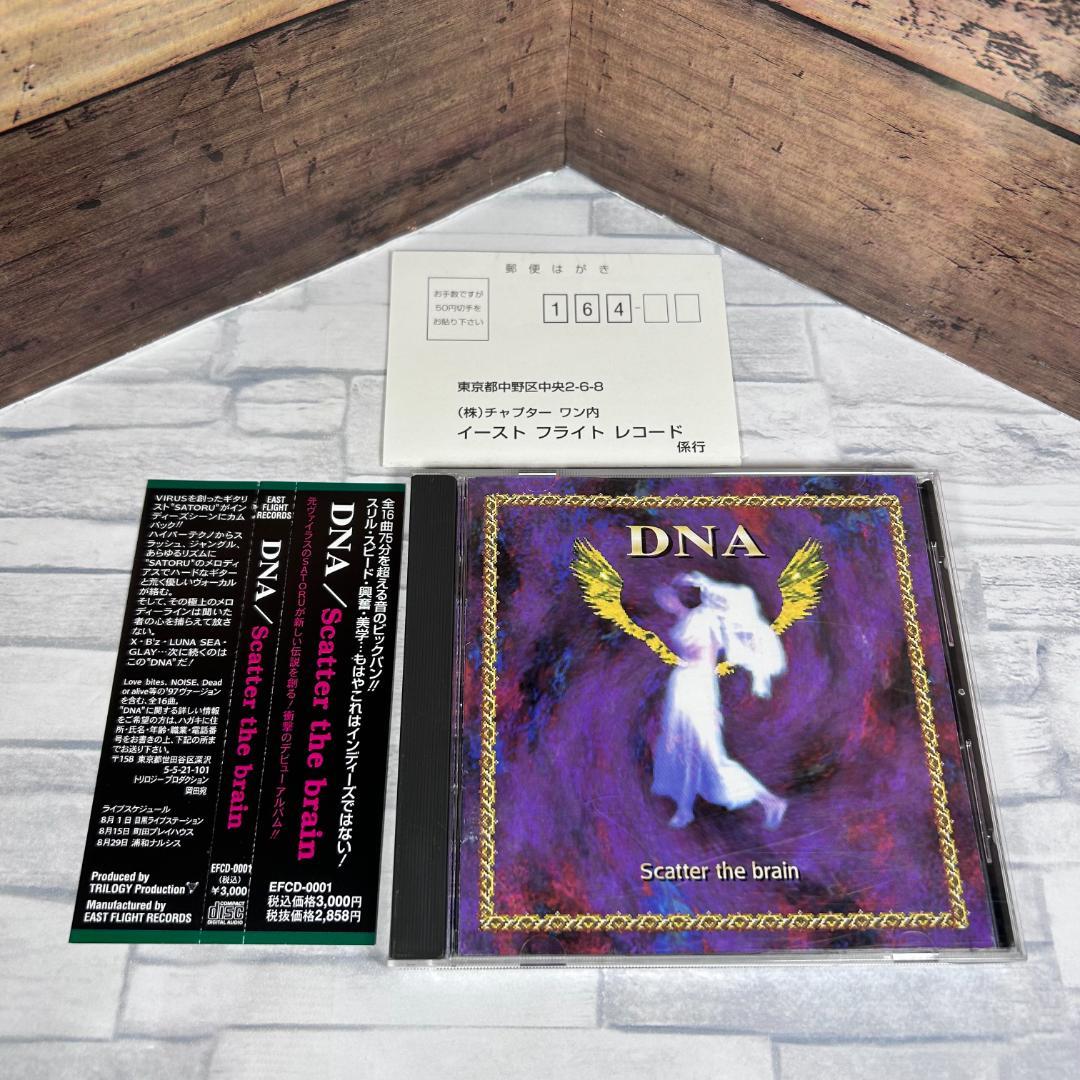 郵便はがき
お手数ですが
50円切手を
お貼り下さい
164-
東京都中野区中央2-6-8
(株)チャプター ワン内
イースト フライト レコード
係行
VIRUSを創ったギタリ
スト"SATORU"がイン
ディーズシーンにカム
バック!!
ハイパーテクノからス
ラッシュ、ジャングル、
あらゆるリズムに
"SATORU"のメロディ
アスでハードなギター
と荒く優しいヴォーカル
が絡む。
そして、その極上のメロ
ディーラインは聞いた
者の心を捕らえて放さ
ない。
X・B'z・LUNA SEA・
GLAY…次に続くのは
この"DNA"だ!
Love bites、NOISE、Dead
or alive等の'97ヴァージョン
を含む、全16曲。
"DNA"に関する詳しい情報
をご希望の方は、ハガキに住
所・氏名・年齢・職業・電話番
号をお書きの上、下記の所ま
でお送り下さい。
〒158 東京都世田谷区深沢
5-5-21-101
トリロジープロダクション
岡田宛
ライブスケジュール
8月1日 目黒ライブステーション
8月15日 町田プレイハウス
8月29日 浦和ナルシス
Produced by
TRILOGY Production
Manufactured by
EAST FLIGHT RECORDS
EAST
FLIGHT
RECORDS
DNA/Scatter the brain
EFCD-0001
(税込)
¥3,000
COMPACT
disc
DIGITAL AUDIO
全16曲75分を超える音のビックバン!!
スリル・スピード・興奮・美学…もはやこれはインディーズではない!
DNA/Scatter the brain
元ヴァイラスのSATORUが新しい伝説を創る!衝撃のデビューアルバム!!
EFCD-0001
税込価格3,000円
税抜価格2,858円
DNA
Scatter the brain